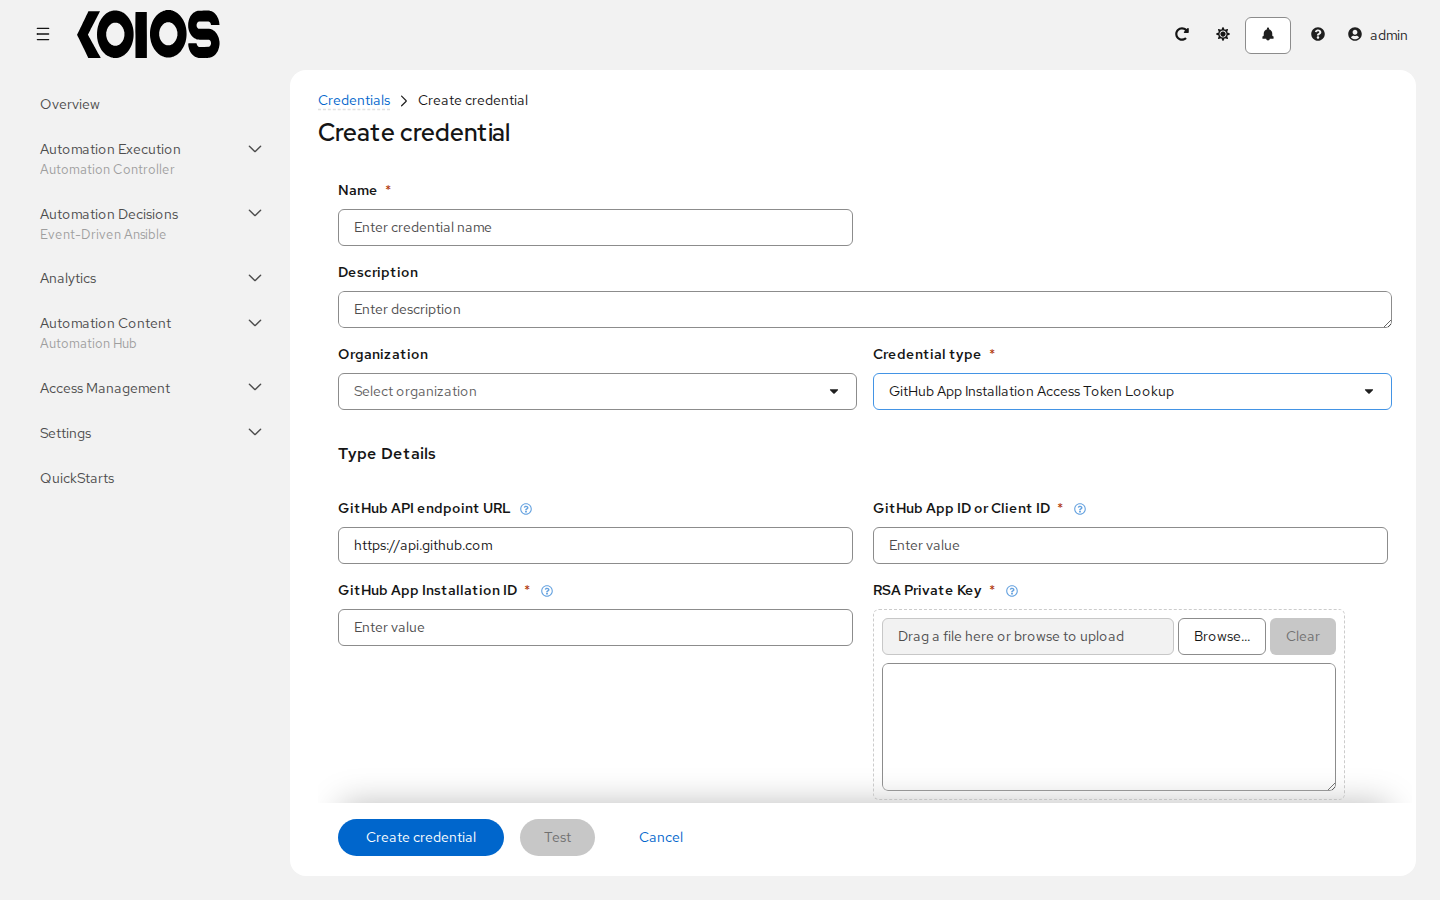 KOIOS
admin
Overview
Automation Execution
Automation Controller
Automation Decisions
Event-Driven Ansible
Analytics
Automation Content
Automation Hub
Access Management
Settings
QuickStarts
Credentials > Create credential
Create credential
Name *
Enter credential name
Description
Enter description
Organization
Select organization
Credential type *
GitHub App Installation Access Token Lookup
Type Details
GitHub API endpoint URL
https://api.github.com
GitHub App ID or Client ID *
Enter value
GitHub App Installation ID *
Enter value
RSA Private Key *
Drag a file here or browse to upload
Browse...
Clear
Create credential
Test
Cancel